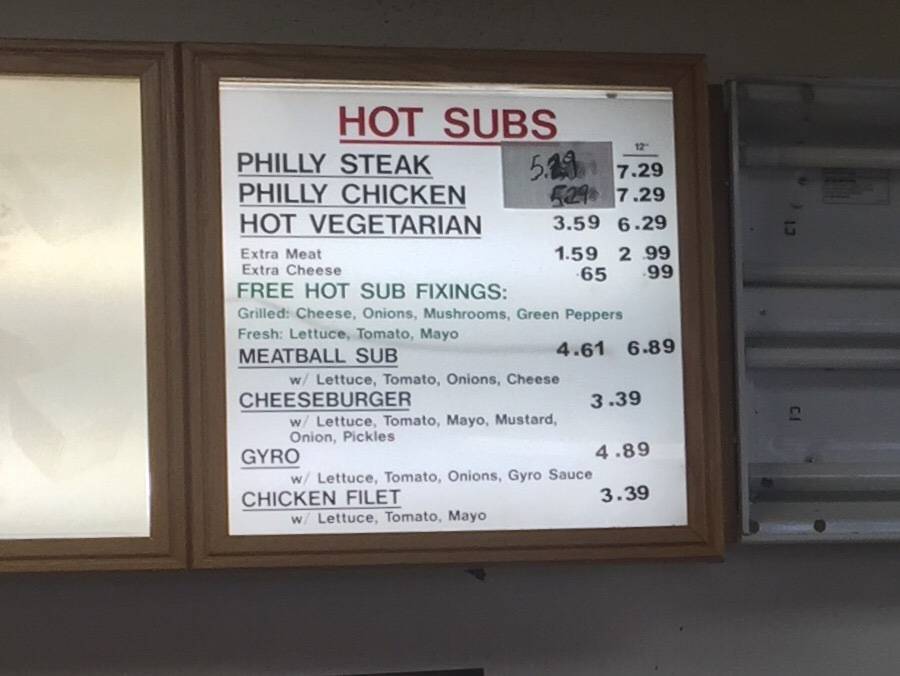 HOT SUBS
12"
PHILLY STEAK 5.29 7.29
PHILLY CHICKEN 5.29 7.29
HOT VEGETARIAN 3.59 6.29
Extra Meat 1.59 2.99
Extra Cheese .65 .99
FREE HOT SUB FIXINGS:
Grilled: Cheese, Onions, Mushrooms, Green Peppers
Fresh: Lettuce, Tomato, Mayo
MEATBALL SUB 4.61 6.89
w/ Lettuce, Tomato, Onions, Cheese
CHEESEBURGER 3.39
w/ Lettuce, Tomato, Mayo, Mustard,
Onion, Pickles
GYRO 4.89
w/ Lettuce, Tomato, Onions, Gyro Sauce
CHICKEN FILET 3.39
w/ Lettuce, Tomato, Mayo